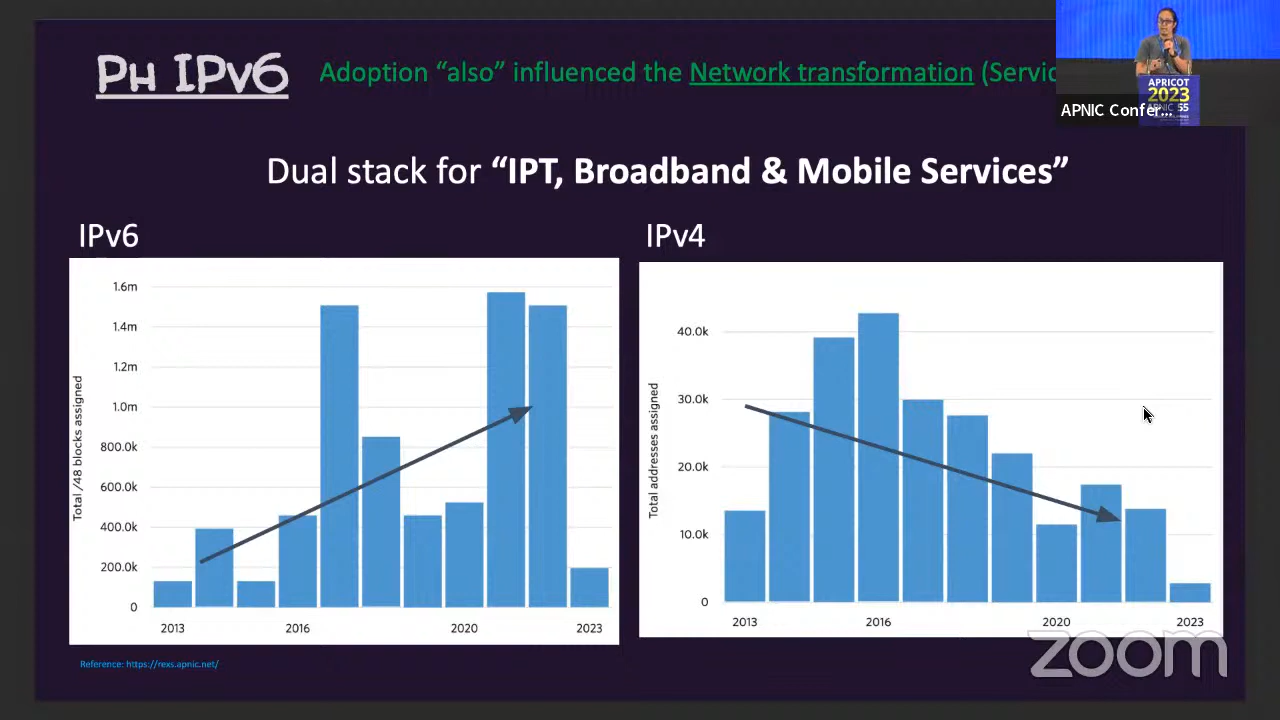 Ph IPv6
Adoption “also” influenced the Network transformation (Servic
APRICOT
2023
APNIC 55
APNIC Confer...
Dual stack for “IPT, Broadband & Mobile Services”
IPv6
IPv4
Total /48 blocks assigned
1.6m
1.4m
1.2m
1.0m
800.0k
600.0k
400.0k
200.0k
0
2013
2016
2020
2023
Total addresses assigned
40.0k
30.0k
20.0k
10.0k
0
2013
2016
2020
2023
Reference: https://rexs.apnic.net/
zoom